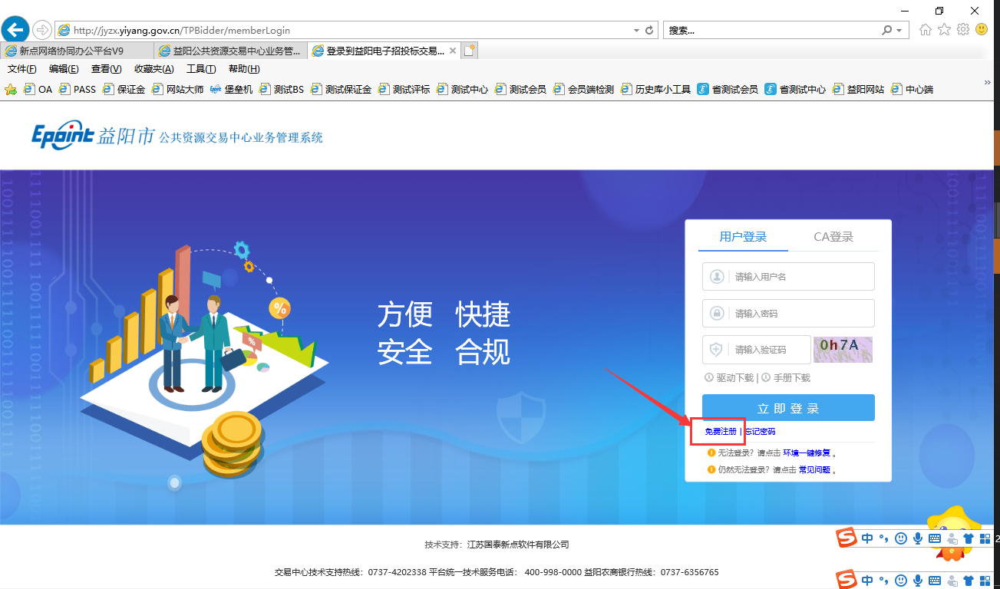 http://jyzx.yiyang.gov.cn/TPBidder/memberLogin
搜索...
新点网络协同办公平台V9
益阳公共资源交易中心业务管...
登录到益阳电子招投标交易...
文件(F) 编辑(E) 查看(V) 收藏夹(A) 工具(T) 帮助(H)
OA PASS 保证金 网站大师 堡垒机 测试BS 测试保证金 测试评标 测试中心 测试会员 会员端检测 历史库小工具 省测试会员 省测试中心 益阳网站 中心端
Epoint 益阳市 公共资源交易中心业务管理系统
方便 快捷
安全 合规
用户登录 CA登录
请输入用户名
请输入密码
请输入验证码 0h7A
驱动下载 | 手册下载
立即登录
免费注册 | 忘记密码
无法登录？请点击 环境一键修复 。
仍然无法登录？请点击 常见问题 。
%
%
技术支持：江苏国泰新点软件有限公司
交易中心技术支持热线：0737-4202338 平台统一技术服务电话： 400-998-0000 益阳农商银行热线：0737-6356765
S 中
S 中